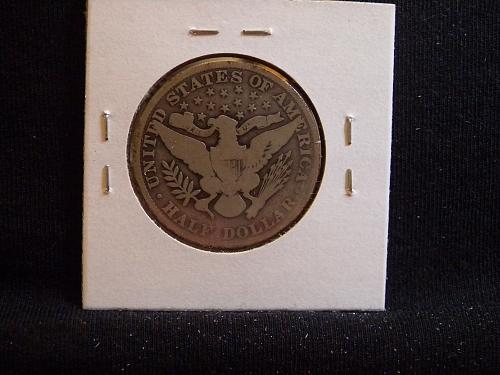 UNITED STATES OF AMERICA
HALF DOLLAR